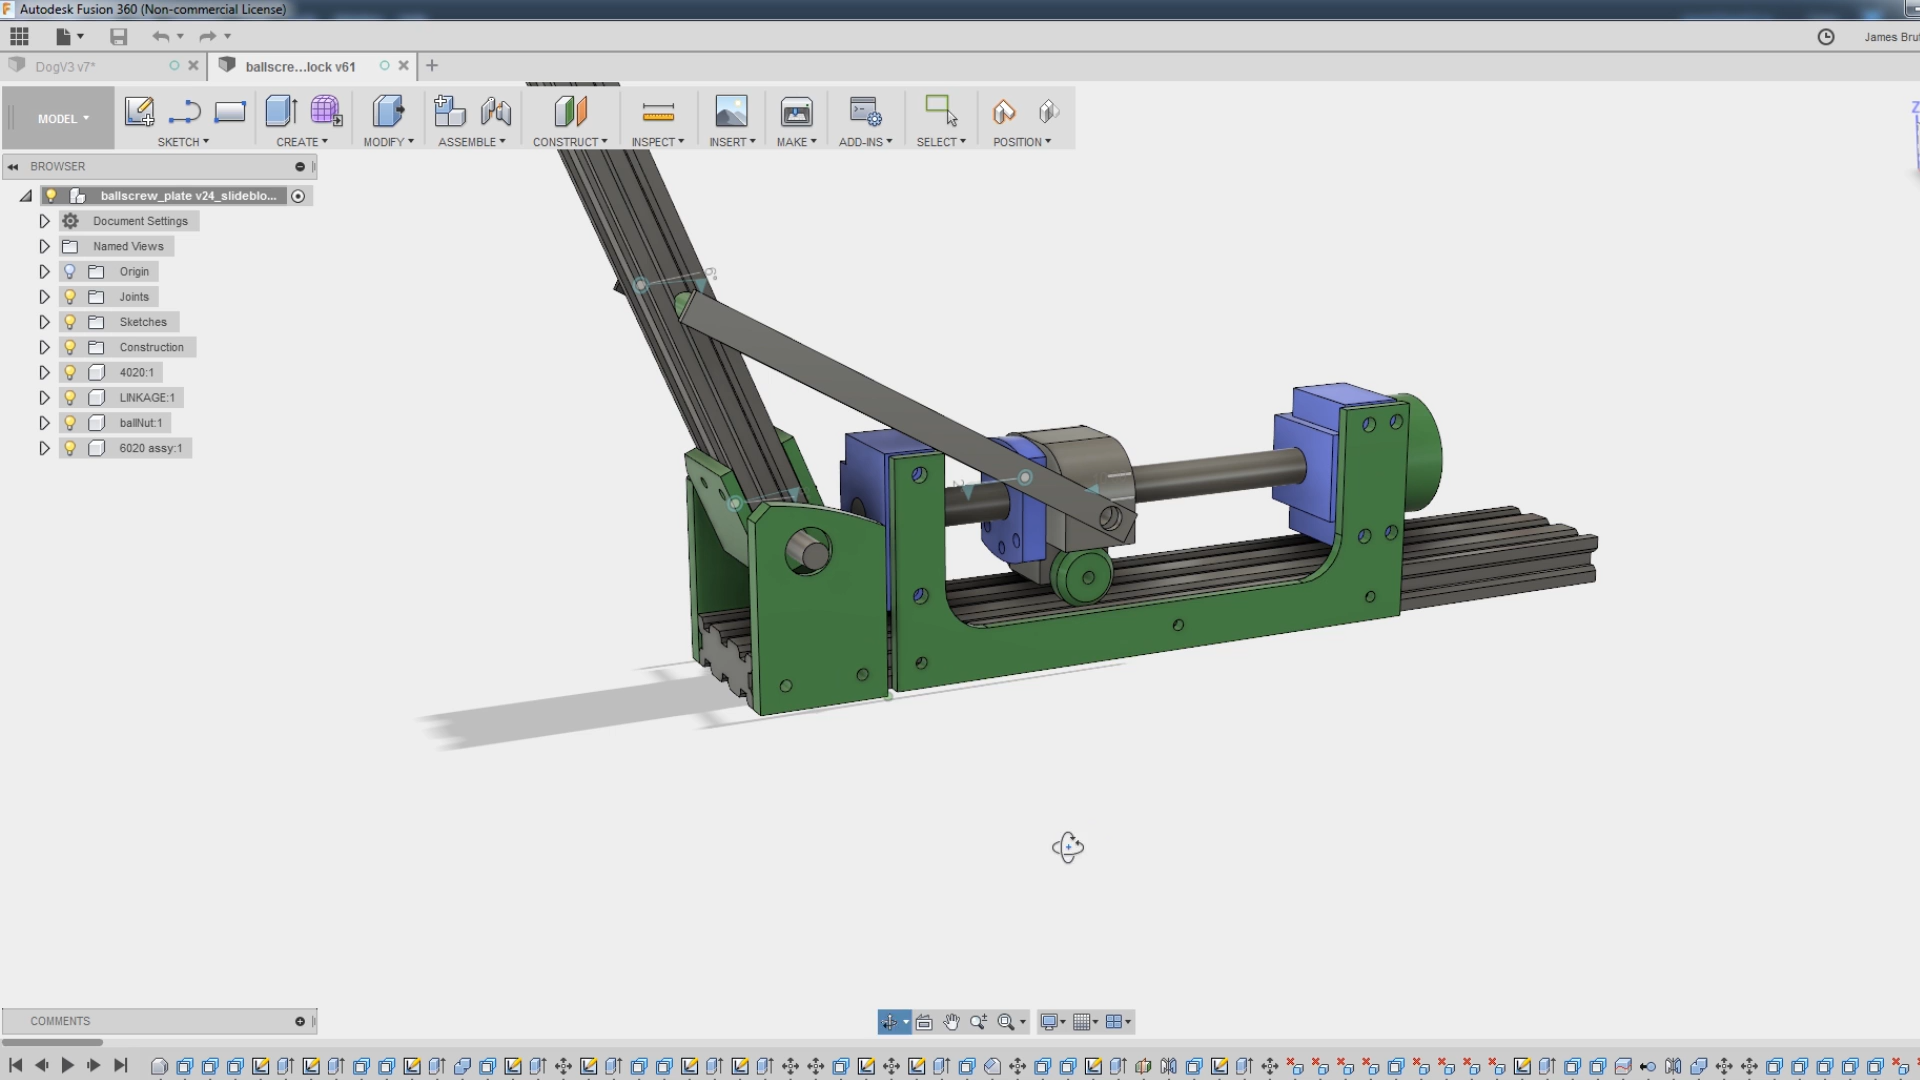 Autodesk Fusion 360 (Non-commercial License)
James Bru
DogV3 v7*
ballscre...lock v61
MODEL
SKETCH
CREATE
MODIFY
ASSEMBLE
CONSTRUCT
INSPECT
INSERT
MAKE
ADD-INS
SELECT
POSITION
BROWSER
ballscrew_plate v24_slideblo...
Document Settings
Named Views
Origin
Joints
Sketches
Construction
4020:1
LINKAGE:1
ballNut:1
6020 assy:1
COMMENTS